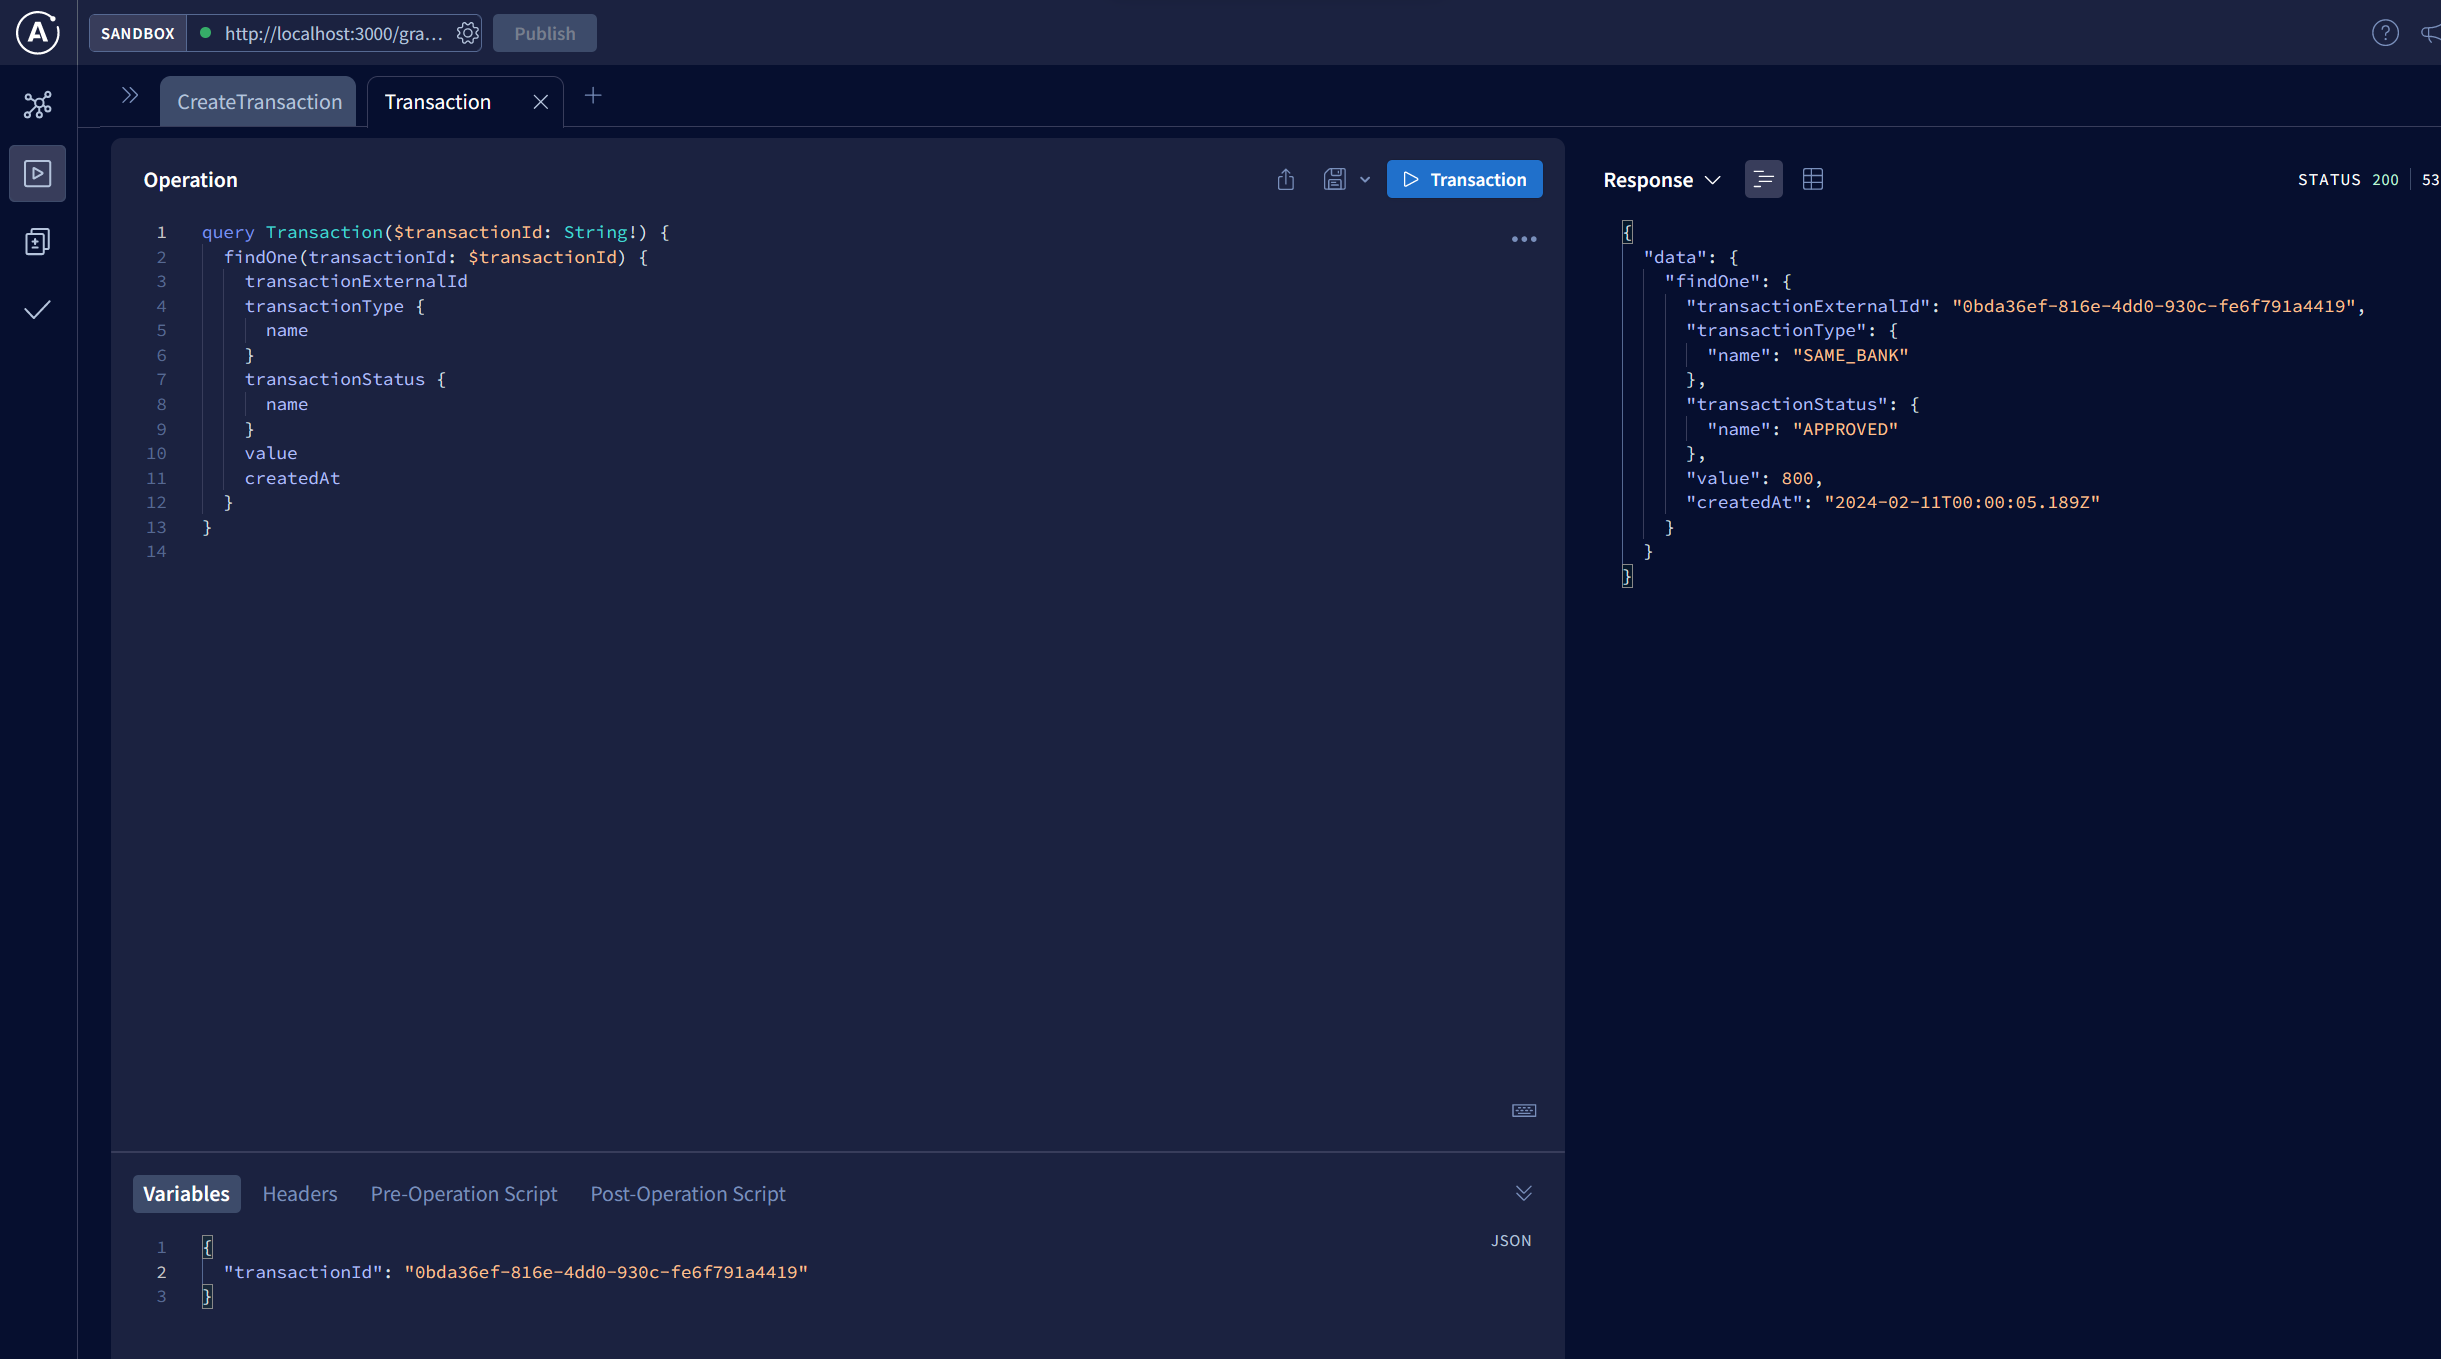 SANDBOX http://localhost:3000/gra... Publish
CreateTransaction Transaction
Operation
Transaction
1 query Transaction($transactionId: String!) {
2 findOne(transactionId: $transactionId) {
3 transactionExternalId
4 transactionType {
5 name
6 }
7 transactionStatus {
8 name
9 }
10 value
11 createdAt
12 }
13 }
14
Variables Headers Pre-Operation Script Post-Operation Script
JSON
1 {
2 "transactionId": "0bda36ef-816e-4dd0-930c-fe6f791a4419"
3 }
Response STATUS 200 53
{
"data": {
"findOne": {
"transactionExternalId": "0bda36ef-816e-4dd0-930c-fe6f791a4419",
"transactionType": {
"name": "SAME_BANK"
},
"transactionStatus": {
"name": "APPROVED"
},
"value": 800,
"createdAt": "2024-02-11T00:00:05.189Z"
}
}
}